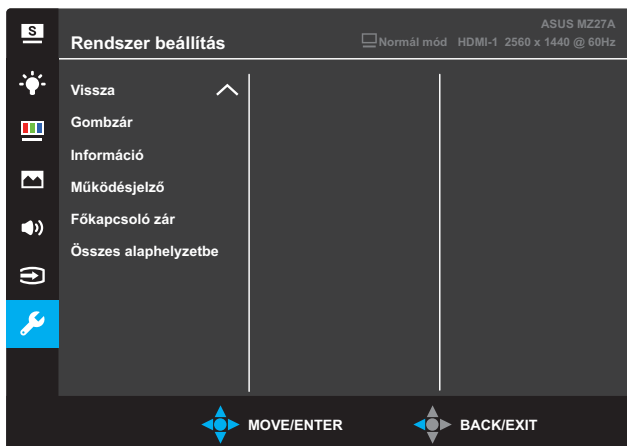 S
ASUS MZ27A
Rendszer beállítás
Normál mód HDMI-1 2560 x 1440 @ 60Hz
Vissza
Gombzár
Információ
Működésjelző
Főkapcsoló zár
Összes alaphelyzetbe
MOVE/ENTER
BACK/EXIT